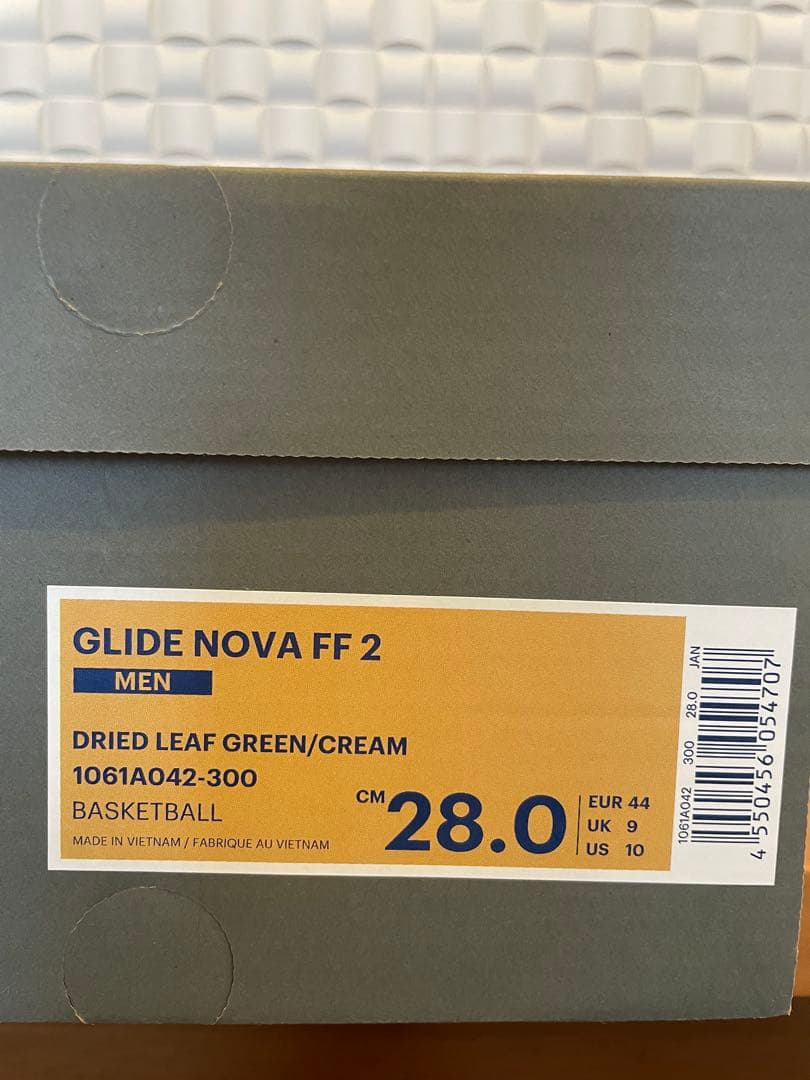 GLIDE NOVA FF 2
MEN
DRIED LEAF GREEN/CREAM
1061A042-300
BASKETBALL
MADE IN VIETNAM / FABRIQUE AU VIETNAM
CM 28.0
EUR 44
UK 9
US 10
1061A042 300 28.0 JAN
4 550456 054707